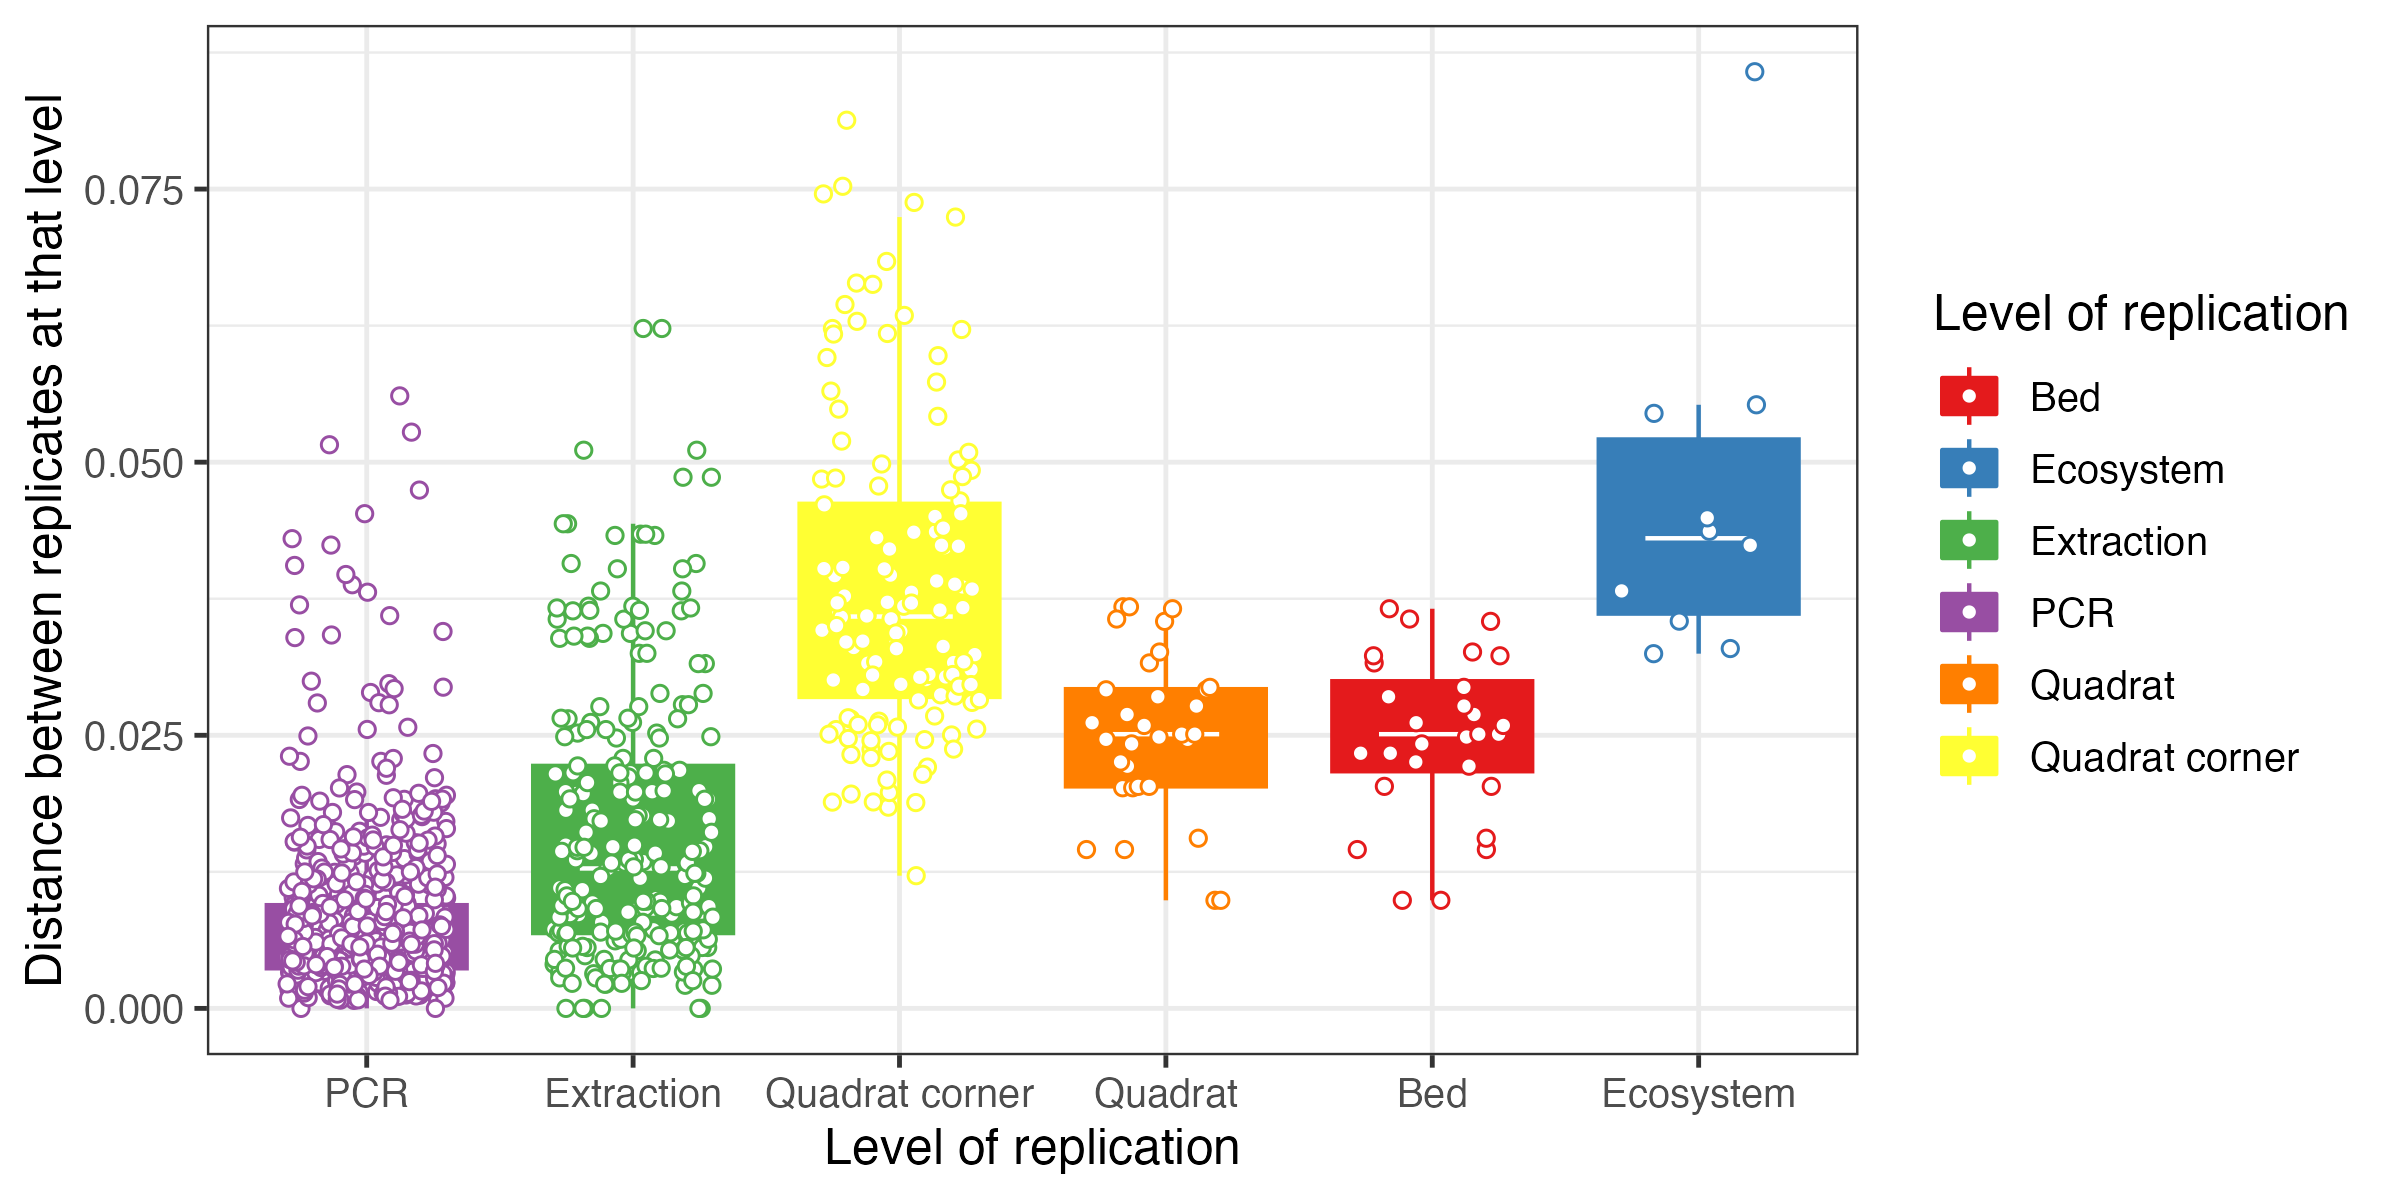 Distance between replicates at that level
0.075
0.050
0.025
0.000
PCR
Extraction
Quadrat corner
Quadrat
Bed
Ecosystem
Level of replication
Level of replication
Bed
Ecosystem
Extraction
PCR
Quadrat
Quadrat corner